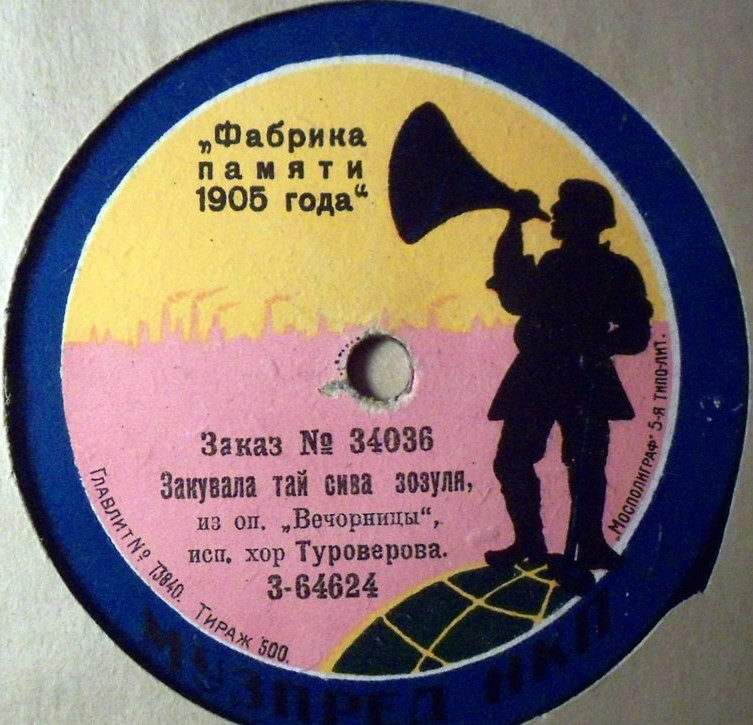 „Фабрика
памяти
1905 года“
Заказ № 34036
Закувала тай сива зозуля,
из оп. „Вечорницы“,
исп. хор Туроверова.
3-64624
Главлит № 73840. Тираж 500.
„Мосполиграф“ 5-я типо-лит.
МУЗПРЕД НКП